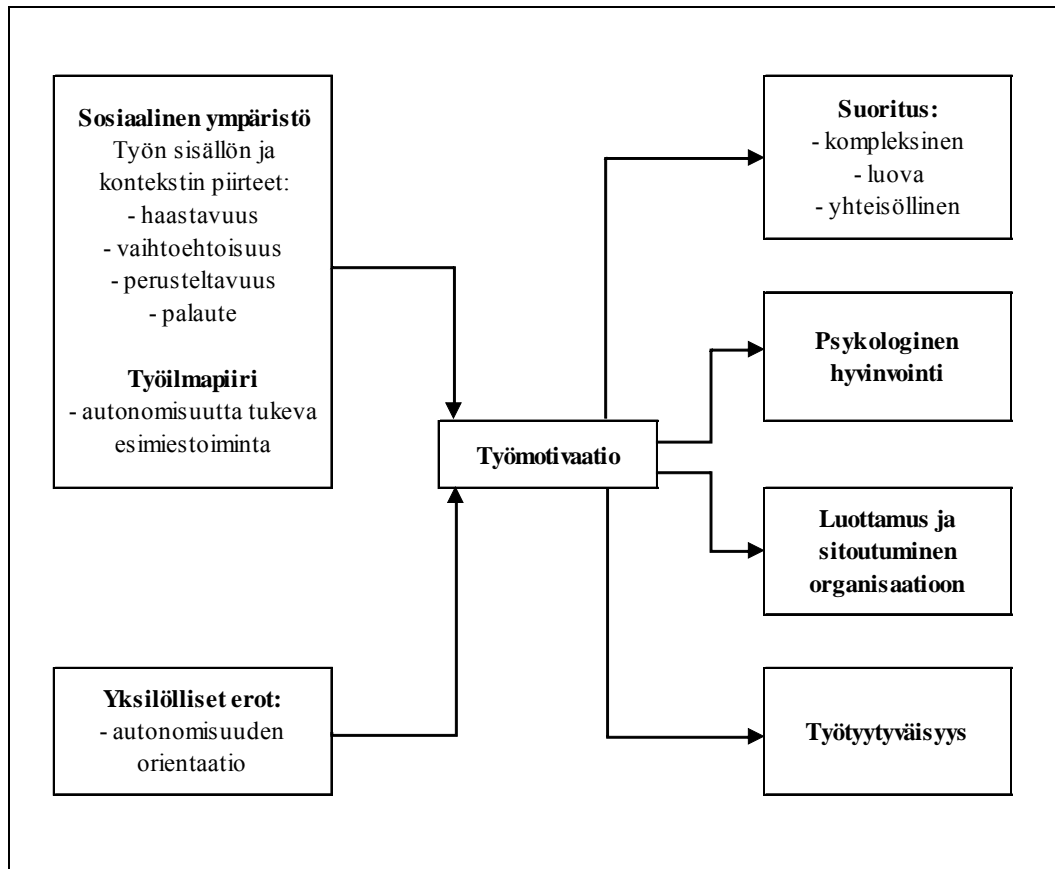 Sosiaalinen ympäristö
Työn sisällön ja
kontekstin piirteet:
- haastavuus
- vaihtoehtoisuus
- perusteltavuus
- palaute
Työilmapiiri
- autonomisuutta tukeva
esimiestoiminta
Yksilölliset erot:
- autonomisuuden
orientaatio
Työmotivaatio
Suoritus:
- kompleksinen
- luova
- yhteisöllinen
Psykologinen
hyvinvointi
Luottamus ja
sitoutuminen
organisaatioon
Työtyytyväisyys